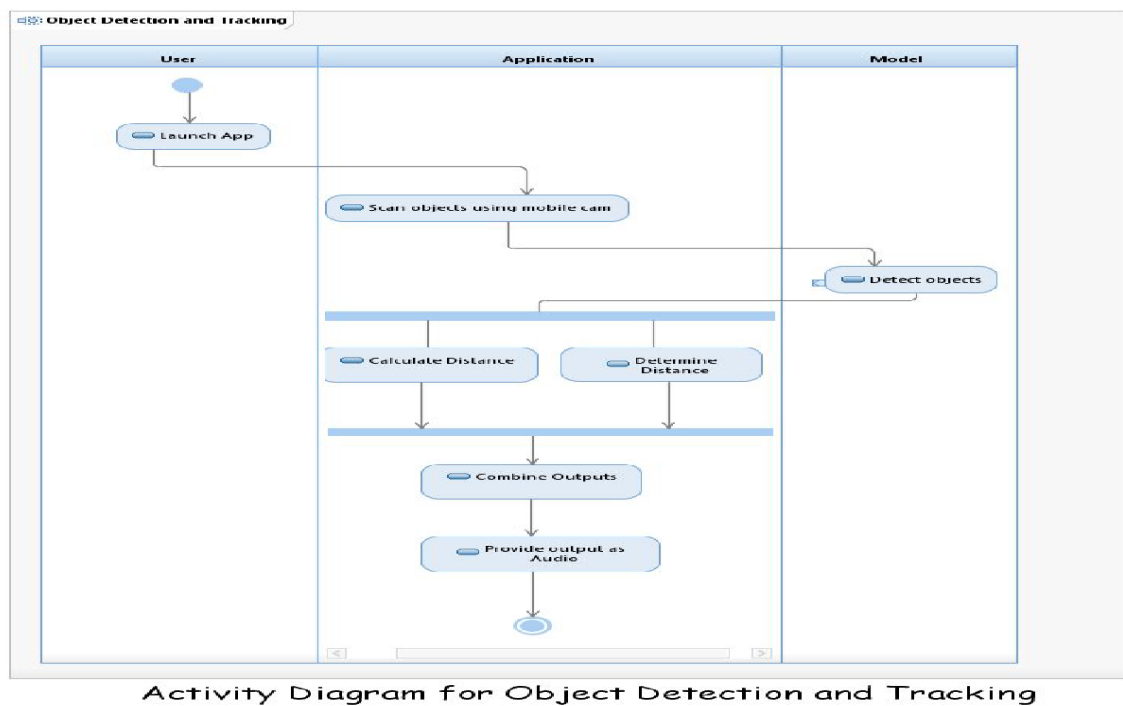 Object Detection and Tracking
User
Application
Model
Launch App
Scan objects using mobile cam
Detect objects
Calculate Distance
Determine
Distance
Combine Outputs
Provide output as
Audio
Activity Diagram for Object Detection and Tracking